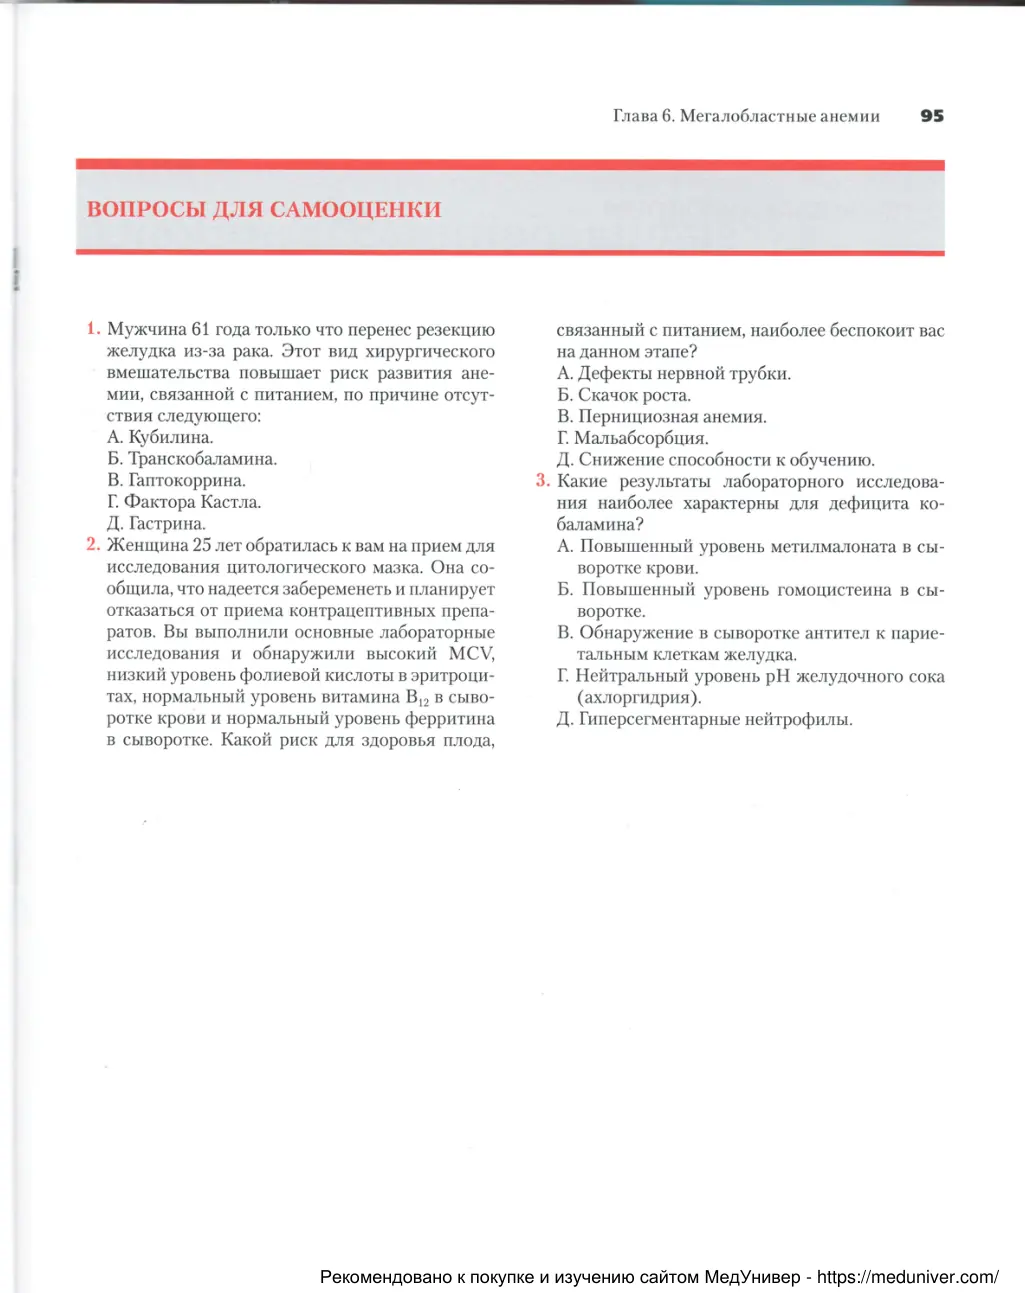 Глава 6. Мегалобластные анемии 95
ВОПРОСЫ ДЛЯ САМООЦЕНКИ
1. Мужчина 61 года только что перенес резекцию
желудка из-за рака. Этот вид хирургического
вмешательства повышает риск развития ане-
мии, связанной с питанием, по причине отсут-
ствия следующего:
А. Кубилина.
Б. Транскобаламина.
В. Гаптокоррина.
Г. Фактора Касла.
Д. Гастрина.
2. Женщина 25 лет обратилась к вам на прием для
исследования цитологического мазка. Она со-
общила, что надеется забеременеть и планирует
отказаться от приема контрацептивных препа-
ратов. Вы выполнили основные лабораторные
исследования и обнаружили высокий MCV,
низкий уровень фолиевой кислоты в эритроци-
тах, нормальный уровень витамина B12 в сыво-
ротке крови и нормальный уровень ферритина
в сыворотке. Какой риск для здоровья плода,
связанный с питанием, наиболее беспокоит вас
на данном этапе?
А. Дефекты нервной трубки.
Б. Скачок роста.
В. Пернициозная анемия.
Г. Мальабсорбция.
Д. Снижение способности к обучению.
3. Какие результаты лабораторного исследова-
ния наиболее характерны для дефицита ко-
баламина?
А. Повышенный уровень метилмалоната в сы-
воротке крови.
Б. Повышенный уровень гомоцистеина в сы-
воротке.
В. Обнаружение в сыворотке антител к парие-
тальным клеткам желудка.
Г. Нейтральный уровень pH желудочного сока
(ахлоргидрия).
Д. Гиперсегментарные нейтрофилы.
Рекомендовано к покупке и изучению сайтом МедУнивер - https://meduniver.com/